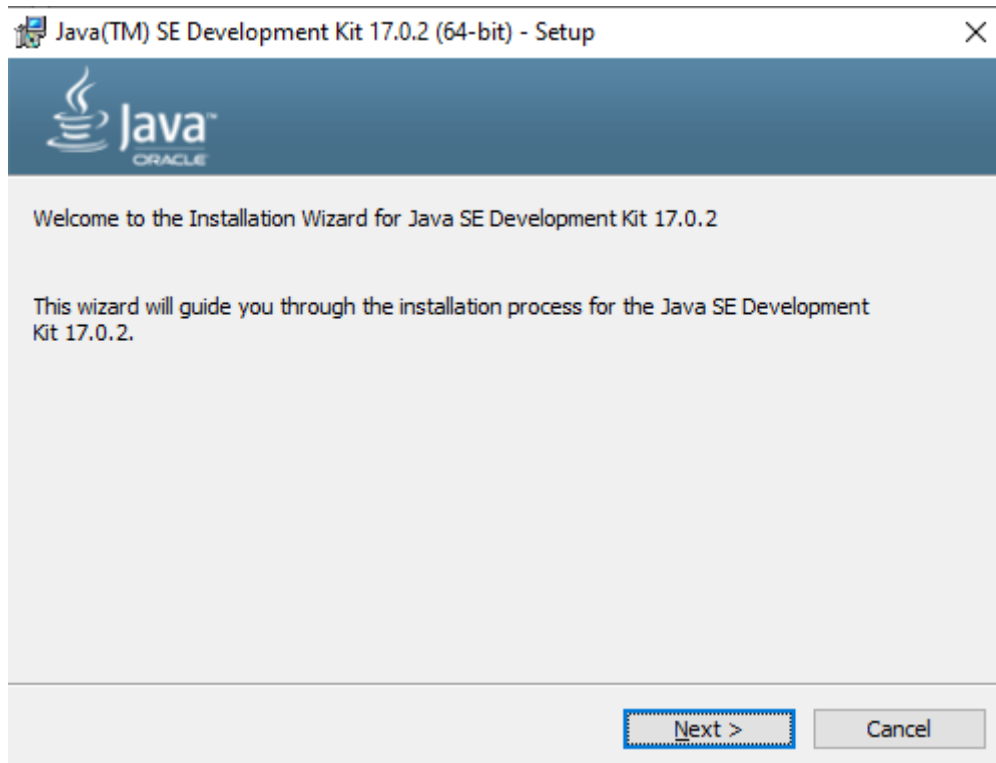 Java(TM) SE Development Kit 17.0.2 (64-bit) - Setup
Java™
ORACLE
Welcome to the Installation Wizard for Java SE Development Kit 17.0.2
This wizard will guide you through the installation process for the Java SE Development
Kit 17.0.2.
Next > Cancel